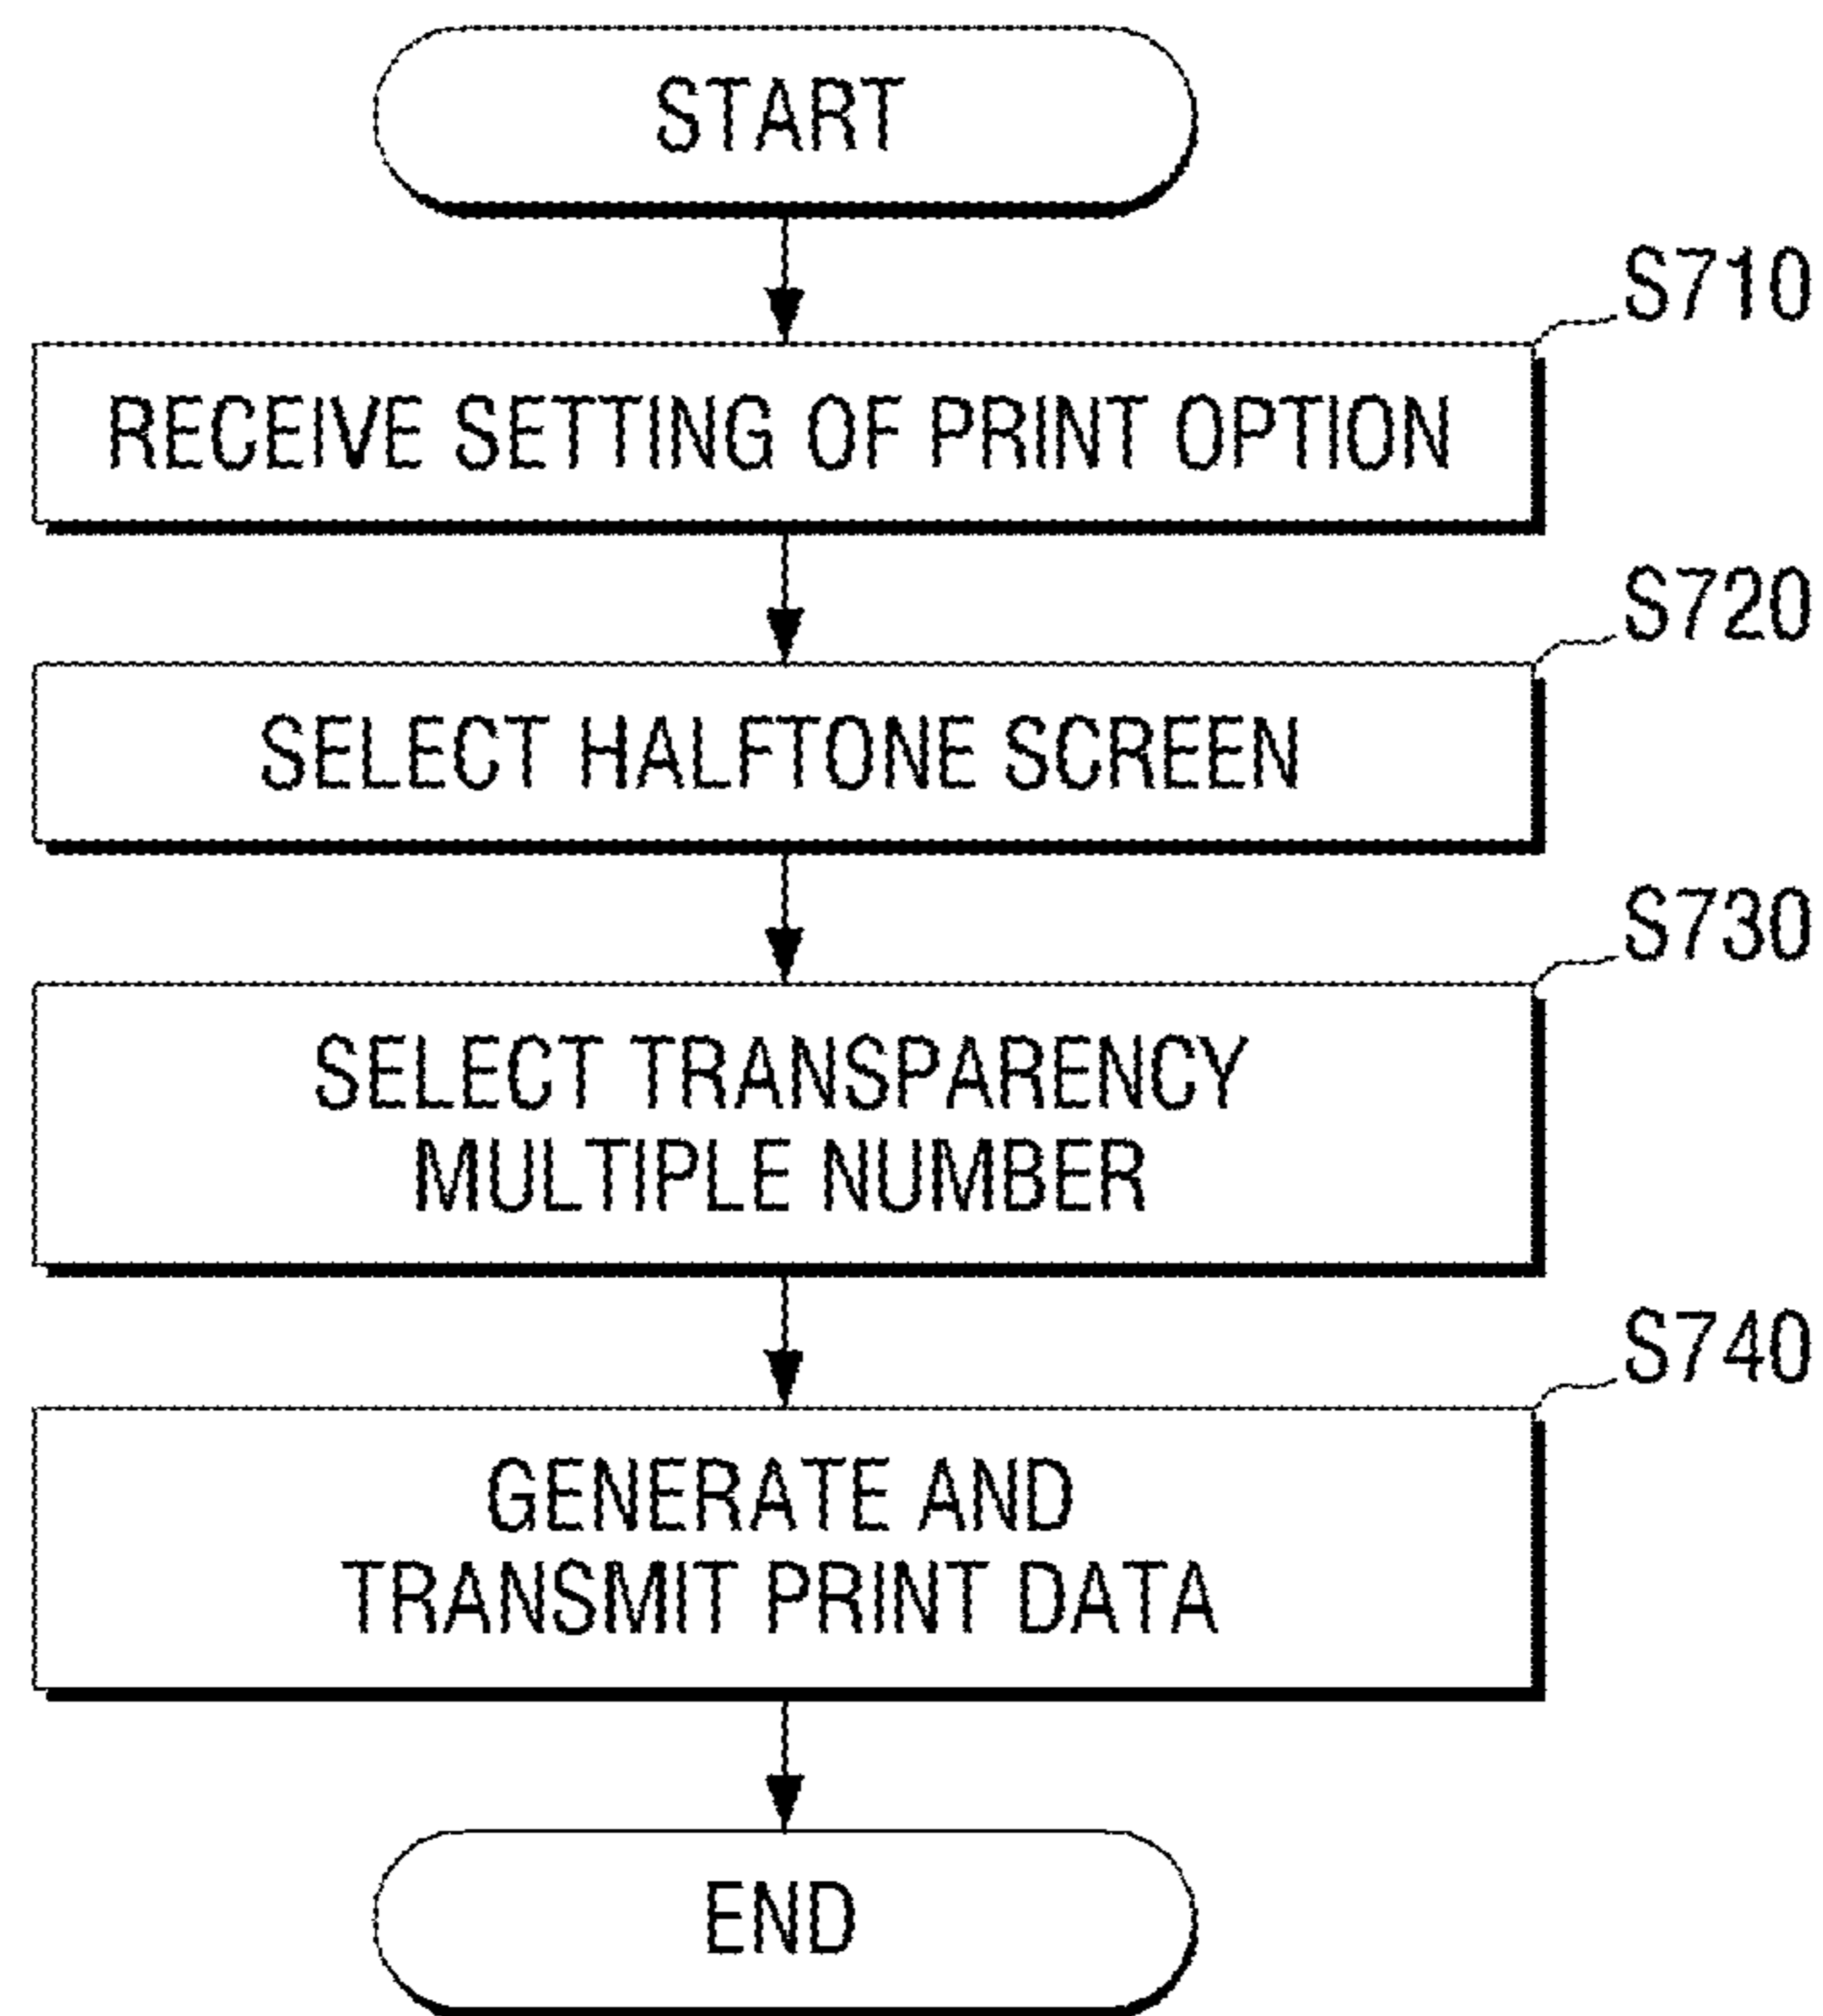 START
S710
RECEIVE SETTING OF PRINT OPTION
S720
SELECT HALFTONE SCREEN
S730
SELECT TRANSPARENCY
MULTIPLE NUMBER
S740
GENERATE AND
TRANSMIT PRINT DATA
END